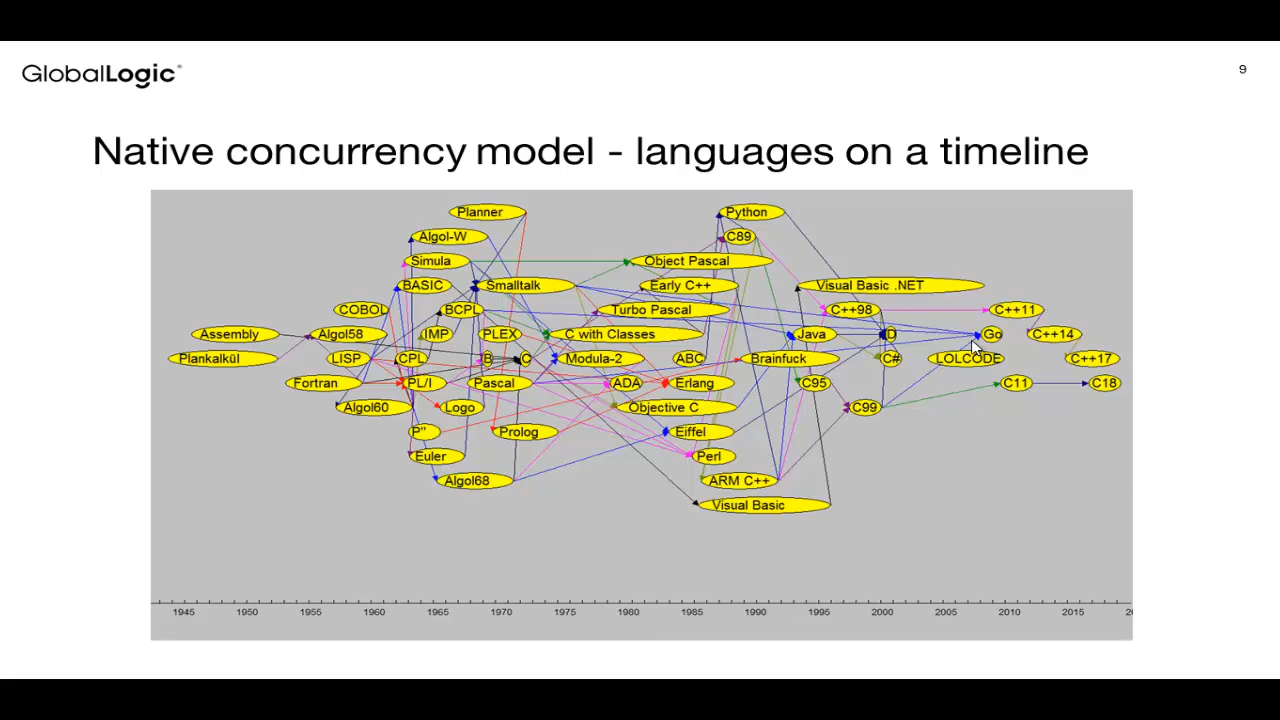 GlobalLogic
9
Native concurrency model - languages on a timeline
Planner
Python
Algol-W
C89
Simula
Object Pascal
BASIC
Smalltalk
Early C++
Visual Basic .NET
COBOL
BCPL
Turbo Pascal
C++98
C++11
Assembly
Algol58
IMP
PLEX
C with Classes
Java
D
Go
C++14
Plankalkül
LISP
CPL
B
C
Modula-2
ABC
Brainfuck
C#
LOLCODE
C++17
Fortran
PL/I
Pascal
ADA
Erlang
C95
C11
C18
Algol60
Logo
Objective C
C99
P"
Prolog
Eiffel
Euler
Perl
Algol68
ARM C++
Visual Basic
1945 1950 1955 1960 1965 1970 1975 1980 1985 1990 1995 2000 2005 2010 2015